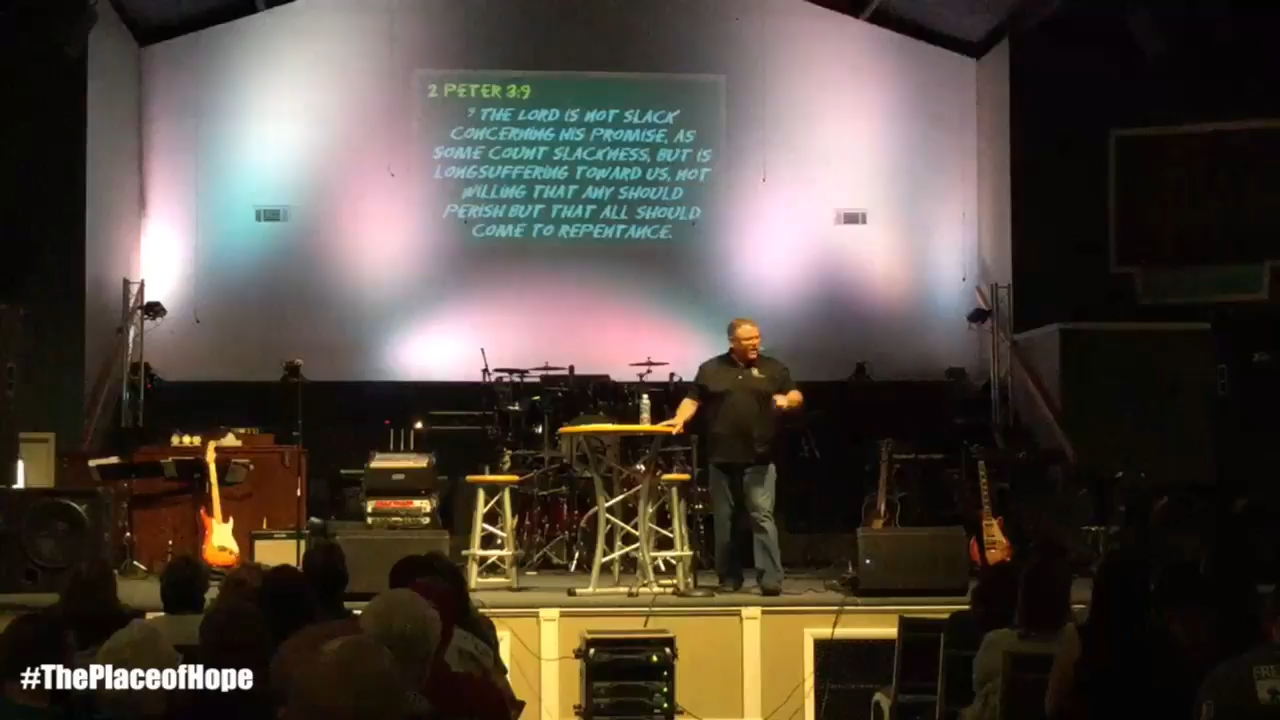 2 PETER 3:9
9 THE LORD IS NOT SLACK
CONCERNING HIS PROMISE, AS
SOME COUNT SLACKNESS, BUT IS
LONGSUFFERING TOWARD US, NOT
WILLING THAT ANY SHOULD
PERISH BUT THAT ALL SHOULD
COME TO REPENTANCE.
#ThePlaceofHope